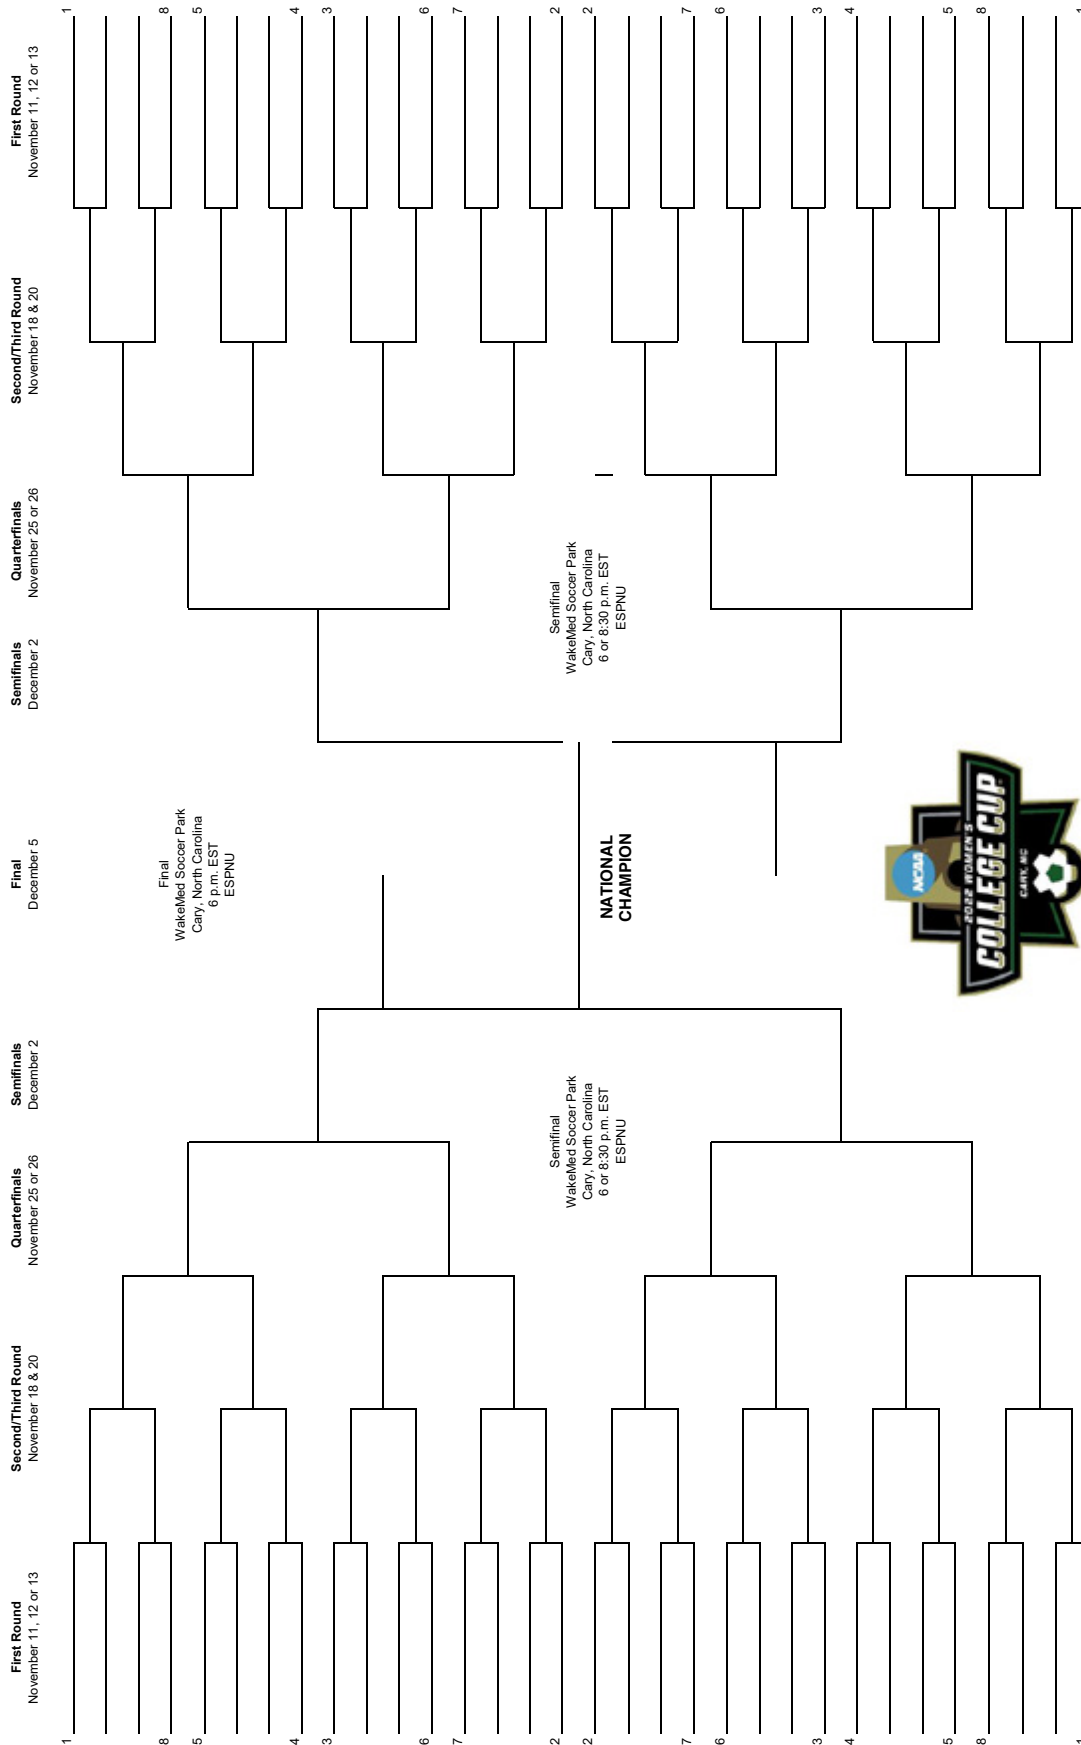 First Round
November 11, 12 or 13
Second/Third Round
November 18 & 20
Quarterfinals
November 25 or 26
Semifinals
December 2
Final
December 5
Semifinals
December 2
Quarterfinals
November 25 or 26
Second/Third Round
November 18 & 20
First Round
November 11, 12 or 13
1
8
5
4
3
6
7
2
2
7
6
3
4
5
8
1
Final
WakeMed Soccer Park
Cary, North Carolina
6 p.m. EST
ESPNU
Semifinal
WakeMed Soccer Park
Cary, North Carolina
6 or 8:30 p.m. EST
ESPNU
NATIONAL
CHAMPION
Semifinal
WakeMed Soccer Park
Cary, North Carolina
6 or 8:30 p.m. EST
ESPNU
NCAA
2022 WOMEN'S
COLLEGE CUP
CARY, NC
1
8
5
4
3
6
7
2
2
7
6
3
4
5
8
1